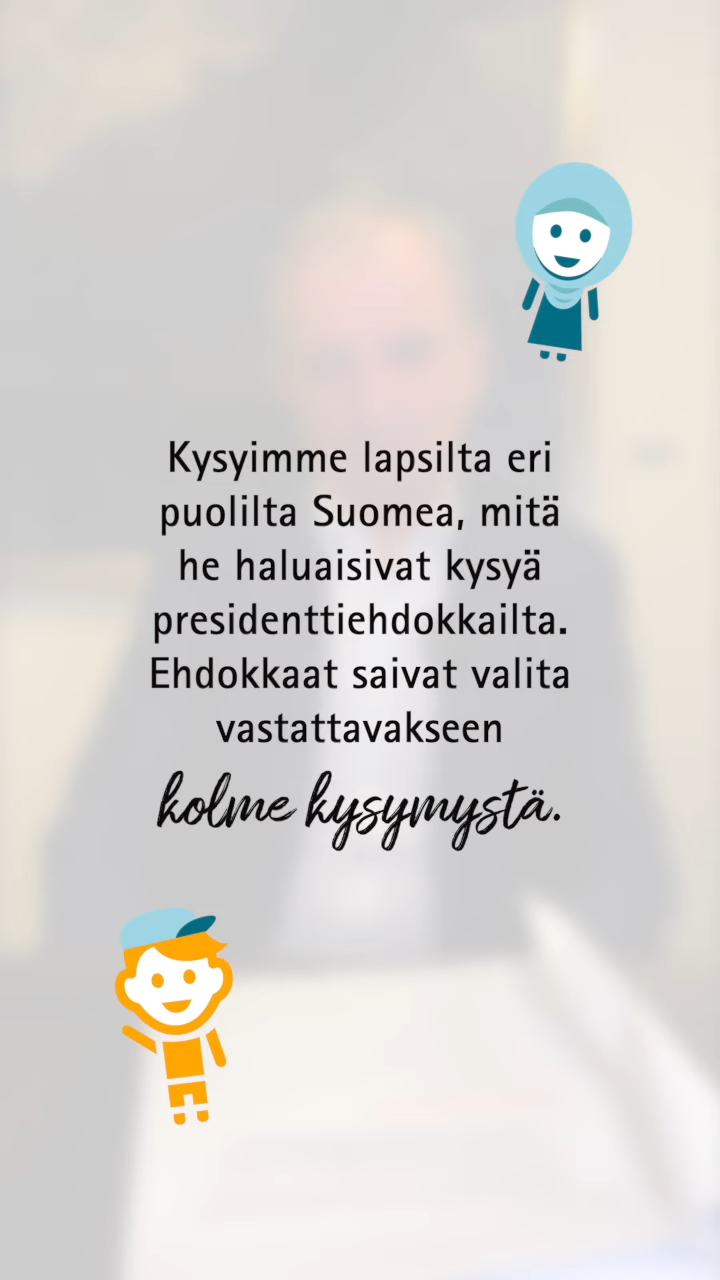 Kysyimme lapsilta eri
puolilta Suomea, mitä
he haluaisivat kysyä
presidenttiehdokkailta.
Ehdokkaat saivat valita
vastattavakseen
kolme kysymystä.